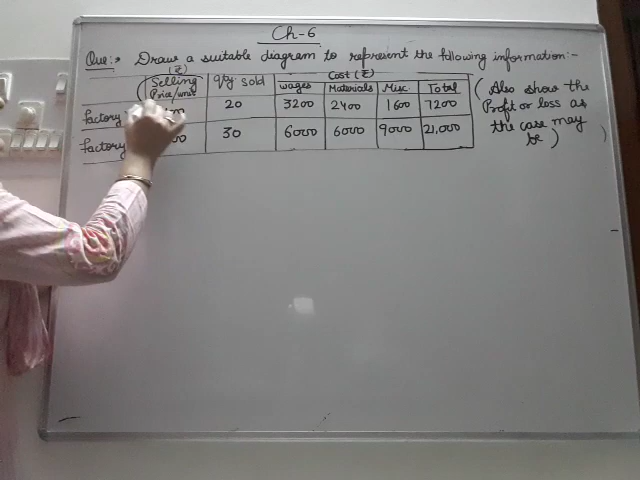 Ch-6
Que:- Draw a suitable diagram to represent the following information:-
(₹) Selling Price/unit qty. sold Cost (₹)
wages Materials Misc. Total
Factory 20 3200 2400 1600 7200
Factory 30 6000 6000 9000 21,000
( Also show the
Profit or loss as
the case may
be )